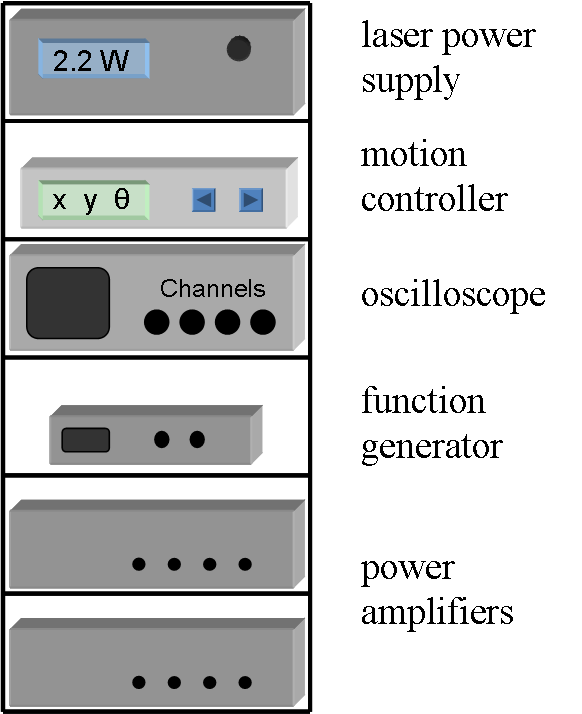 2.2 W
laser power
supply
x y θ
motion
controller
Channels
oscilloscope
function
generator
power
amplifiers